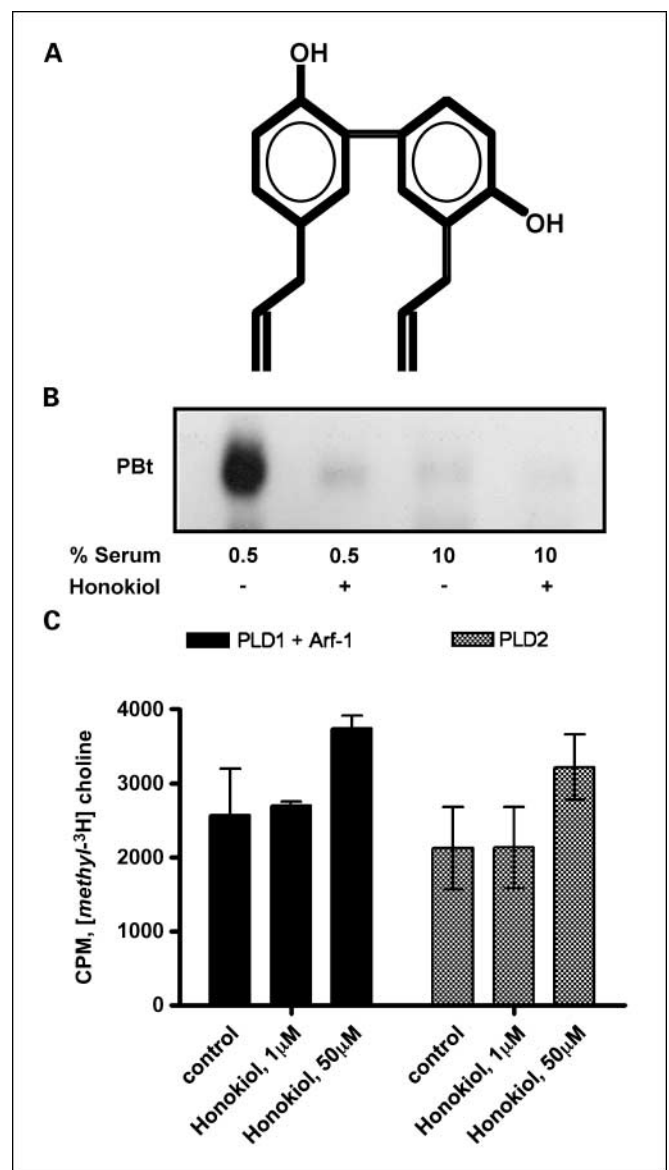 A
OH
OH
B
PBt
% Serum 0.5 0.5 10 10
Honokiol - + - +
C
PLD1 + Arf-1 PLD2
CPM, [methyl-³H] choline
4000
3000
2000
1000
0
control
Honokiol, 1μM
Honokiol, 50μM
control
Honokiol, 1μM
Honokiol, 50μM